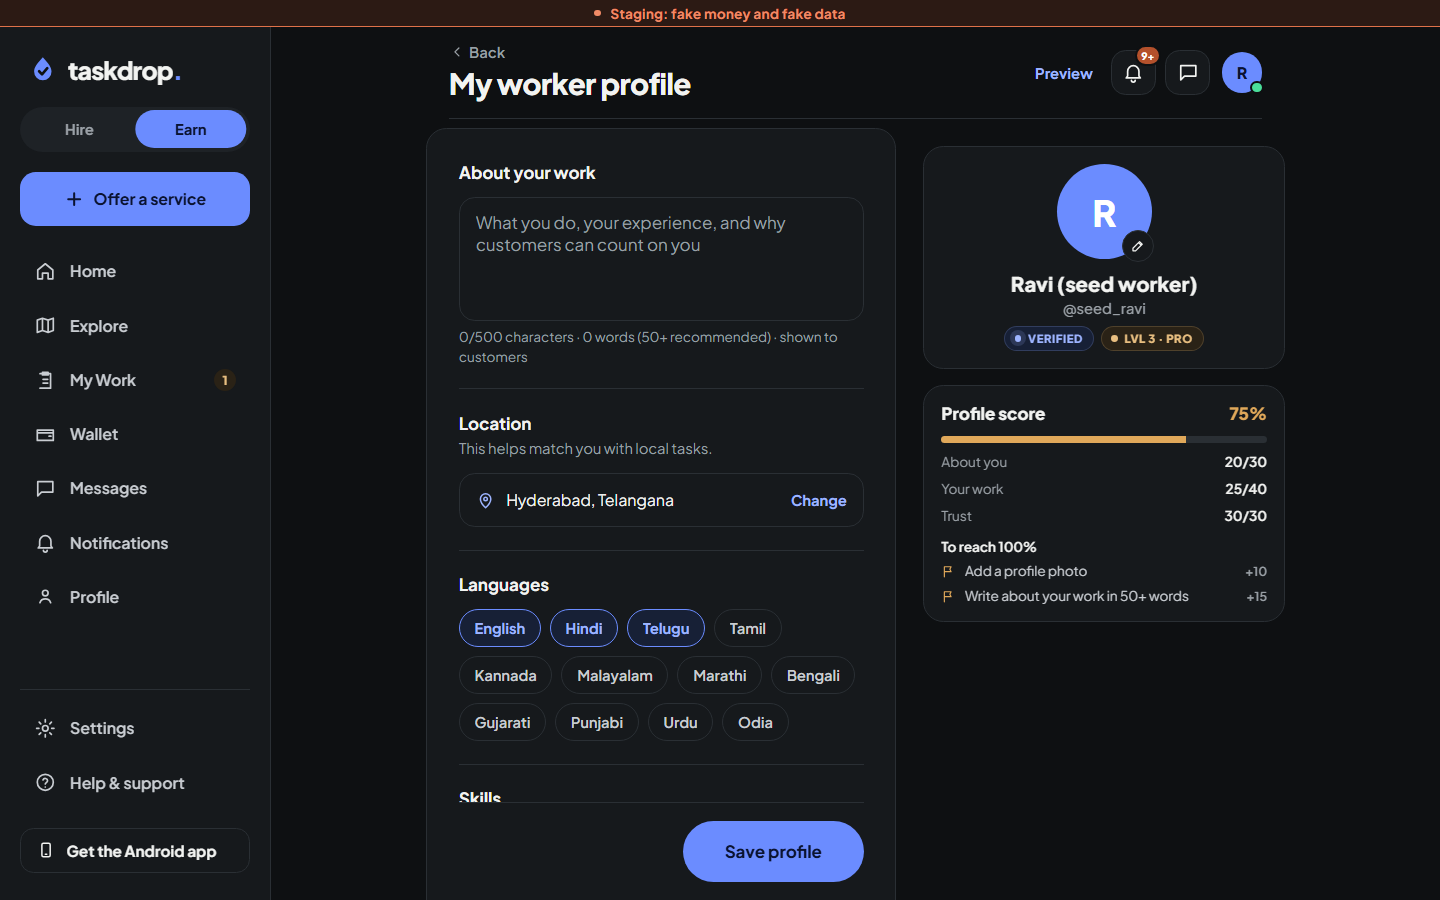 Staging: fake money and fake data
taskdrop.
Hire
Earn
Offer a service
Home
Explore
My Work
1
Wallet
Messages
Notifications
Profile
Settings
Help & support
Get the Android app
Back
My worker profile
Preview
9+
R
About your work
What you do, your experience, and why
customers can count on you
0/500 characters · 0 words (50+ recommended) · shown to
customers
Location
This helps match you with local tasks.
Hyderabad, Telangana
Change
Languages
English
Hindi
Telugu
Tamil
Kannada
Malayalam
Marathi
Bengali
Gujarati
Punjabi
Urdu
Odia
Skills
Save profile
R
Ravi (seed worker)
@seed_ravi
VERIFIED
LVL 3 · PRO
Profile score
75%
About you
20/30
Your work
25/40
Trust
30/30
To reach 100%
Add a profile photo
+10
Write about your work in 50+ words
+15